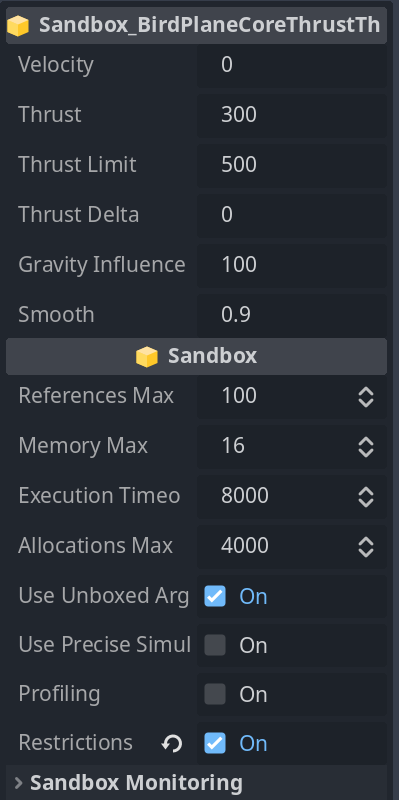 Sandbox_BirdPlaneCoreThrustTh
Velocity 0
Thrust 300
Thrust Limit 500
Thrust Delta 0
Gravity Influence 100
Smooth 0.9
Sandbox
References Max 100
Memory Max 16
Execution Timeo 8000
Allocations Max 4000
Use Unboxed Arg On
Use Precise Simul On
Profiling On
Restrictions On
Sandbox Monitoring